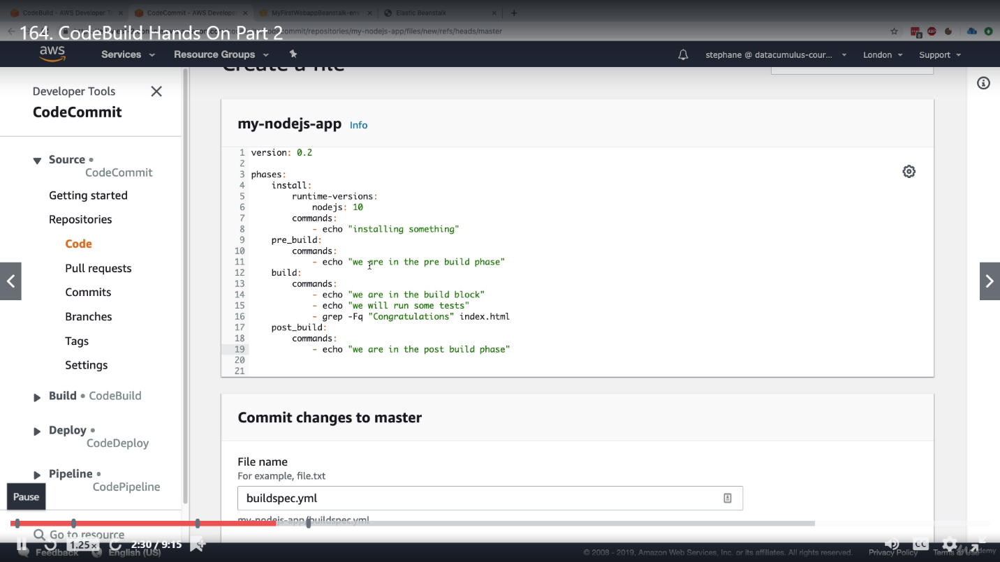 CodeBuild - AWS Developer T
CodeCommit - AWS Developer
MyFirstWebappBeanstalk-env
Elastic Beanstalk
164. CodeBuild Hands On Part 2
commit/repositories/my-nodejs-app/files/new/refs/heads/master
aws
Services
Resource Groups
stephane @ datacumulus-cour...
London
Support
Create a file
Developer Tools
CodeCommit
Source •
CodeCommit
Getting started
Repositories
Code
Pull requests
Commits
Branches
Tags
Settings
Build • CodeBuild
Deploy •
CodeDeploy
Pipeline •
CodePipeline
Go to resource
Feedback
English (US)
my-nodejs-app Info
1 version: 0.2
2
3 phases:
4     install:
5         runtime-versions:
6             nodejs: 10
7         commands:
8             - echo "installing something"
9     pre_build:
10         commands:
11             - echo "we are in the pre build phase"
12     build:
13         commands:
14             - echo "we are in the build block"
15             - echo "we will run some tests"
16             - grep -Fq "Congratulations" index.html
17     post_build:
18         commands:
19             - echo "we are in the post build phase"
20
21
Commit changes to master
File name
For example, file.txt
buildspec.yml
my-nodejs-app/buildspec.yml
Pause
1.25x
2:30 / 9:15
CC
© 2008 - 2019, Amazon Web Services, Inc. or its affiliates. All rights reserved.
Privacy Policy
Terms of Use